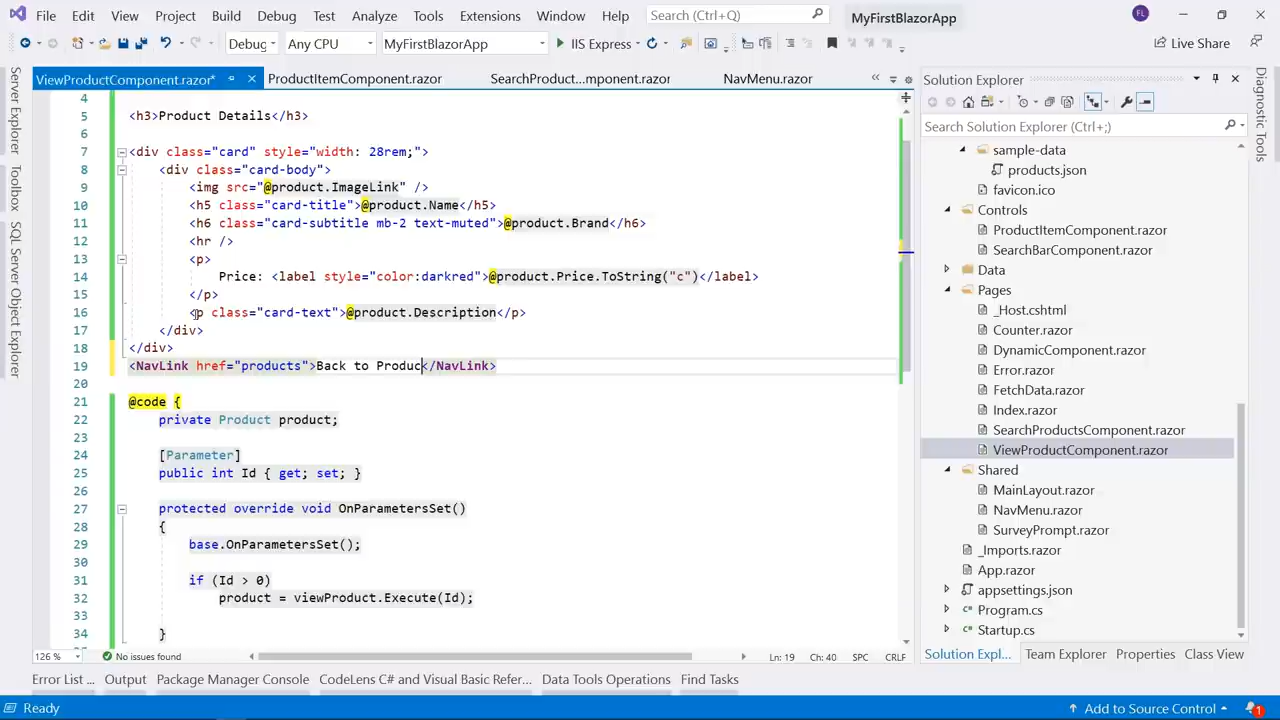 File Edit View Project Build Debug Test Analyze Tools Extensions Window Help Search (Ctrl+Q) MyFirstBlazorApp FL
Debug Any CPU MyFirstBlazorApp IIS Express Live Share
ViewProductComponent.razor* ProductItemComponent.razor SearchProduct...mponent.razor NavMenu.razor
Server Explorer
Toolbox
SQL Server Object Explorer
4
5 <h3>Product Details</h3>
6
7 <div class="card" style="width: 28rem;">
8 <div class="card-body">
9 <img src="@product.ImageLink" />
10 <h5 class="card-title">@product.Name</h5>
11 <h6 class="card-subtitle mb-2 text-muted">@product.Brand</h6>
12 <hr />
13 <p>
14 Price: <label style="color:darkred">@product.Price.ToString("c")</label>
15 </p>
16 <p class="card-text">@product.Description</p>
17 </div>
18 </div>
19 <NavLink href="products">Back to Produc</NavLink>
20
21 @code {
22 private Product product;
23
24 [Parameter]
25 public int Id { get; set; }
26
27 protected override void OnParametersSet()
28 {
29 base.OnParametersSet();
30
31 if (Id > 0)
32 product = viewProduct.Execute(Id);
33
34 }
126 % No issues found Ln: 19 Ch: 40 SPC CRLF
Solution Explorer
Search Solution Explorer (Ctrl+;)
sample-data
products.json
favicon.ico
Controls
ProductItemComponent.razor
SearchBarComponent.razor
Data
Pages
_Host.cshtml
Counter.razor
DynamicComponent.razor
Error.razor
FetchData.razor
Index.razor
SearchProductsComponent.razor
ViewProductComponent.razor
Shared
MainLayout.razor
NavMenu.razor
SurveyPrompt.razor
_Imports.razor
App.razor
appsettings.json
Program.cs
Startup.cs
Solution Expl... Team Explorer Properties Class View
Diagnostic Tools
Error List ... Output Package Manager Console CodeLens C# and Visual Basic Refer... Data Tools Operations Find Tasks
Ready Add to Source Control 1